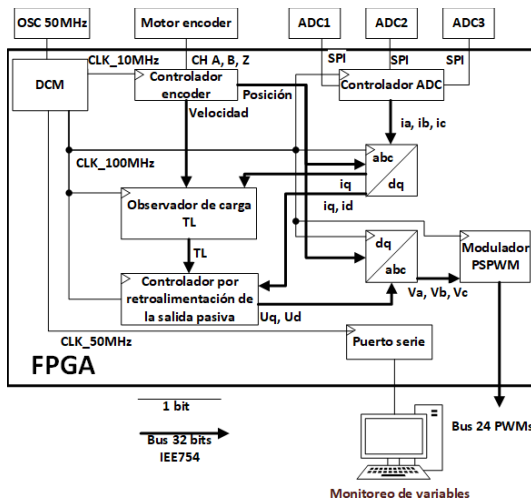 OSC 50MHz
Motor encoder
ADC1
ADC2
ADC3
CLK_10MHz
CH A, B, Z
SPI
SPI
SPI
DCM
Controlador
encoder
Controlador ADC
Velocidad
Posición
ia, ib, ic
CLK_100MHz
abc
dq
iq
iq, id
Observador de carga
TL
TL
dq
abc
Modulador
PSPWM
Controlador por
retroalimentación de
la salida pasiva
Uq, Ud
Va, Vb, Vc
CLK_50MHz
Puerto serie
FPGA
1 bit
Bus 32 bits
IEE754
Bus 24 PWMs
Monitoreo de variables